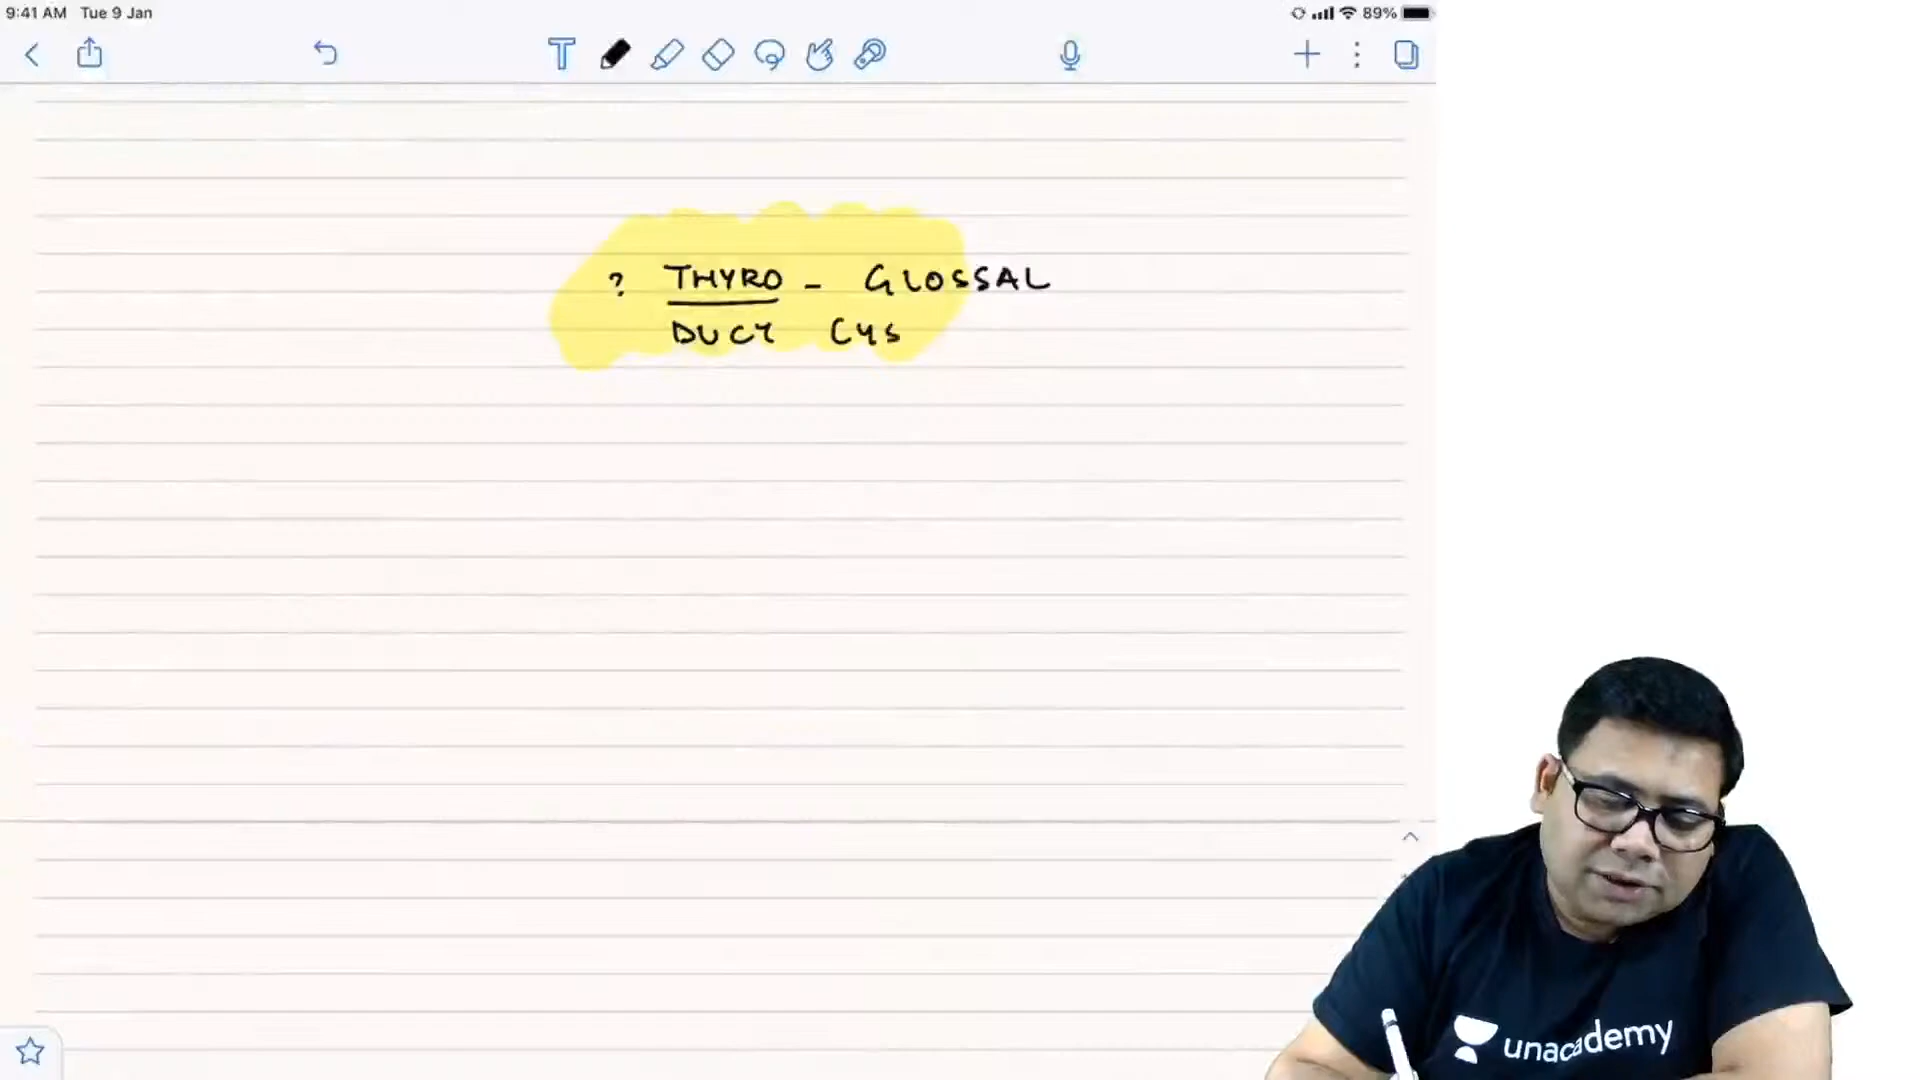 9:41 AM Tue 9 Jan
89%
? THYRO - GLOSSAL
DUCT CYS
unacademy